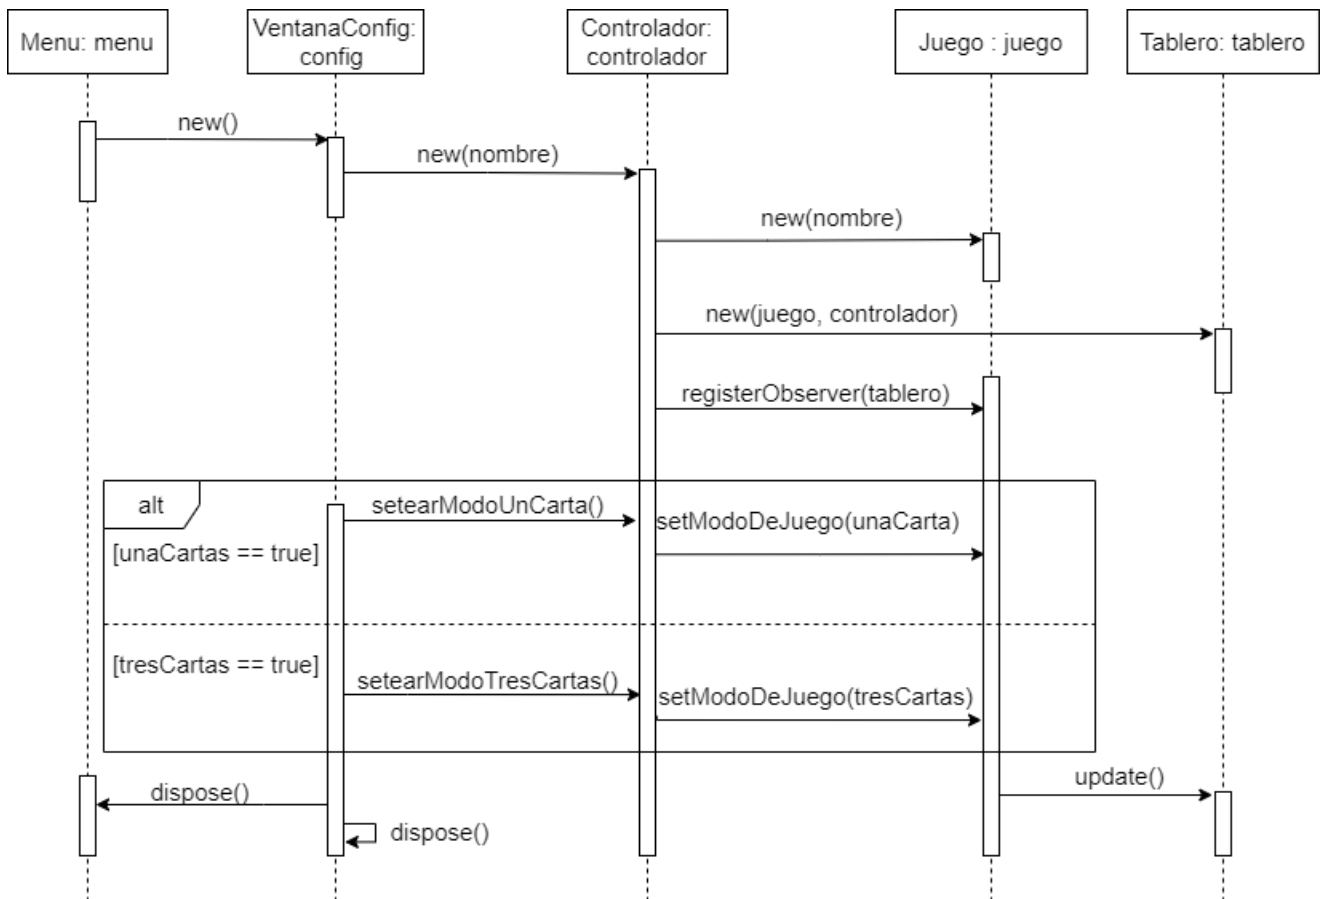 Menu: menu
VentanaConfig:
config
Controlador:
controlador
Juego : juego
Tablero: tablero
new()
new(nombre)
new(nombre)
new(juego, controlador)
registerObserver(tablero)
alt
setearModoUnCarta()
setModoDeJuego(unaCarta)
[unaCartas == true]
[tresCartas == true]
setearModoTresCartas()
setModoDeJuego(tresCartas)
update()
dispose()
dispose()